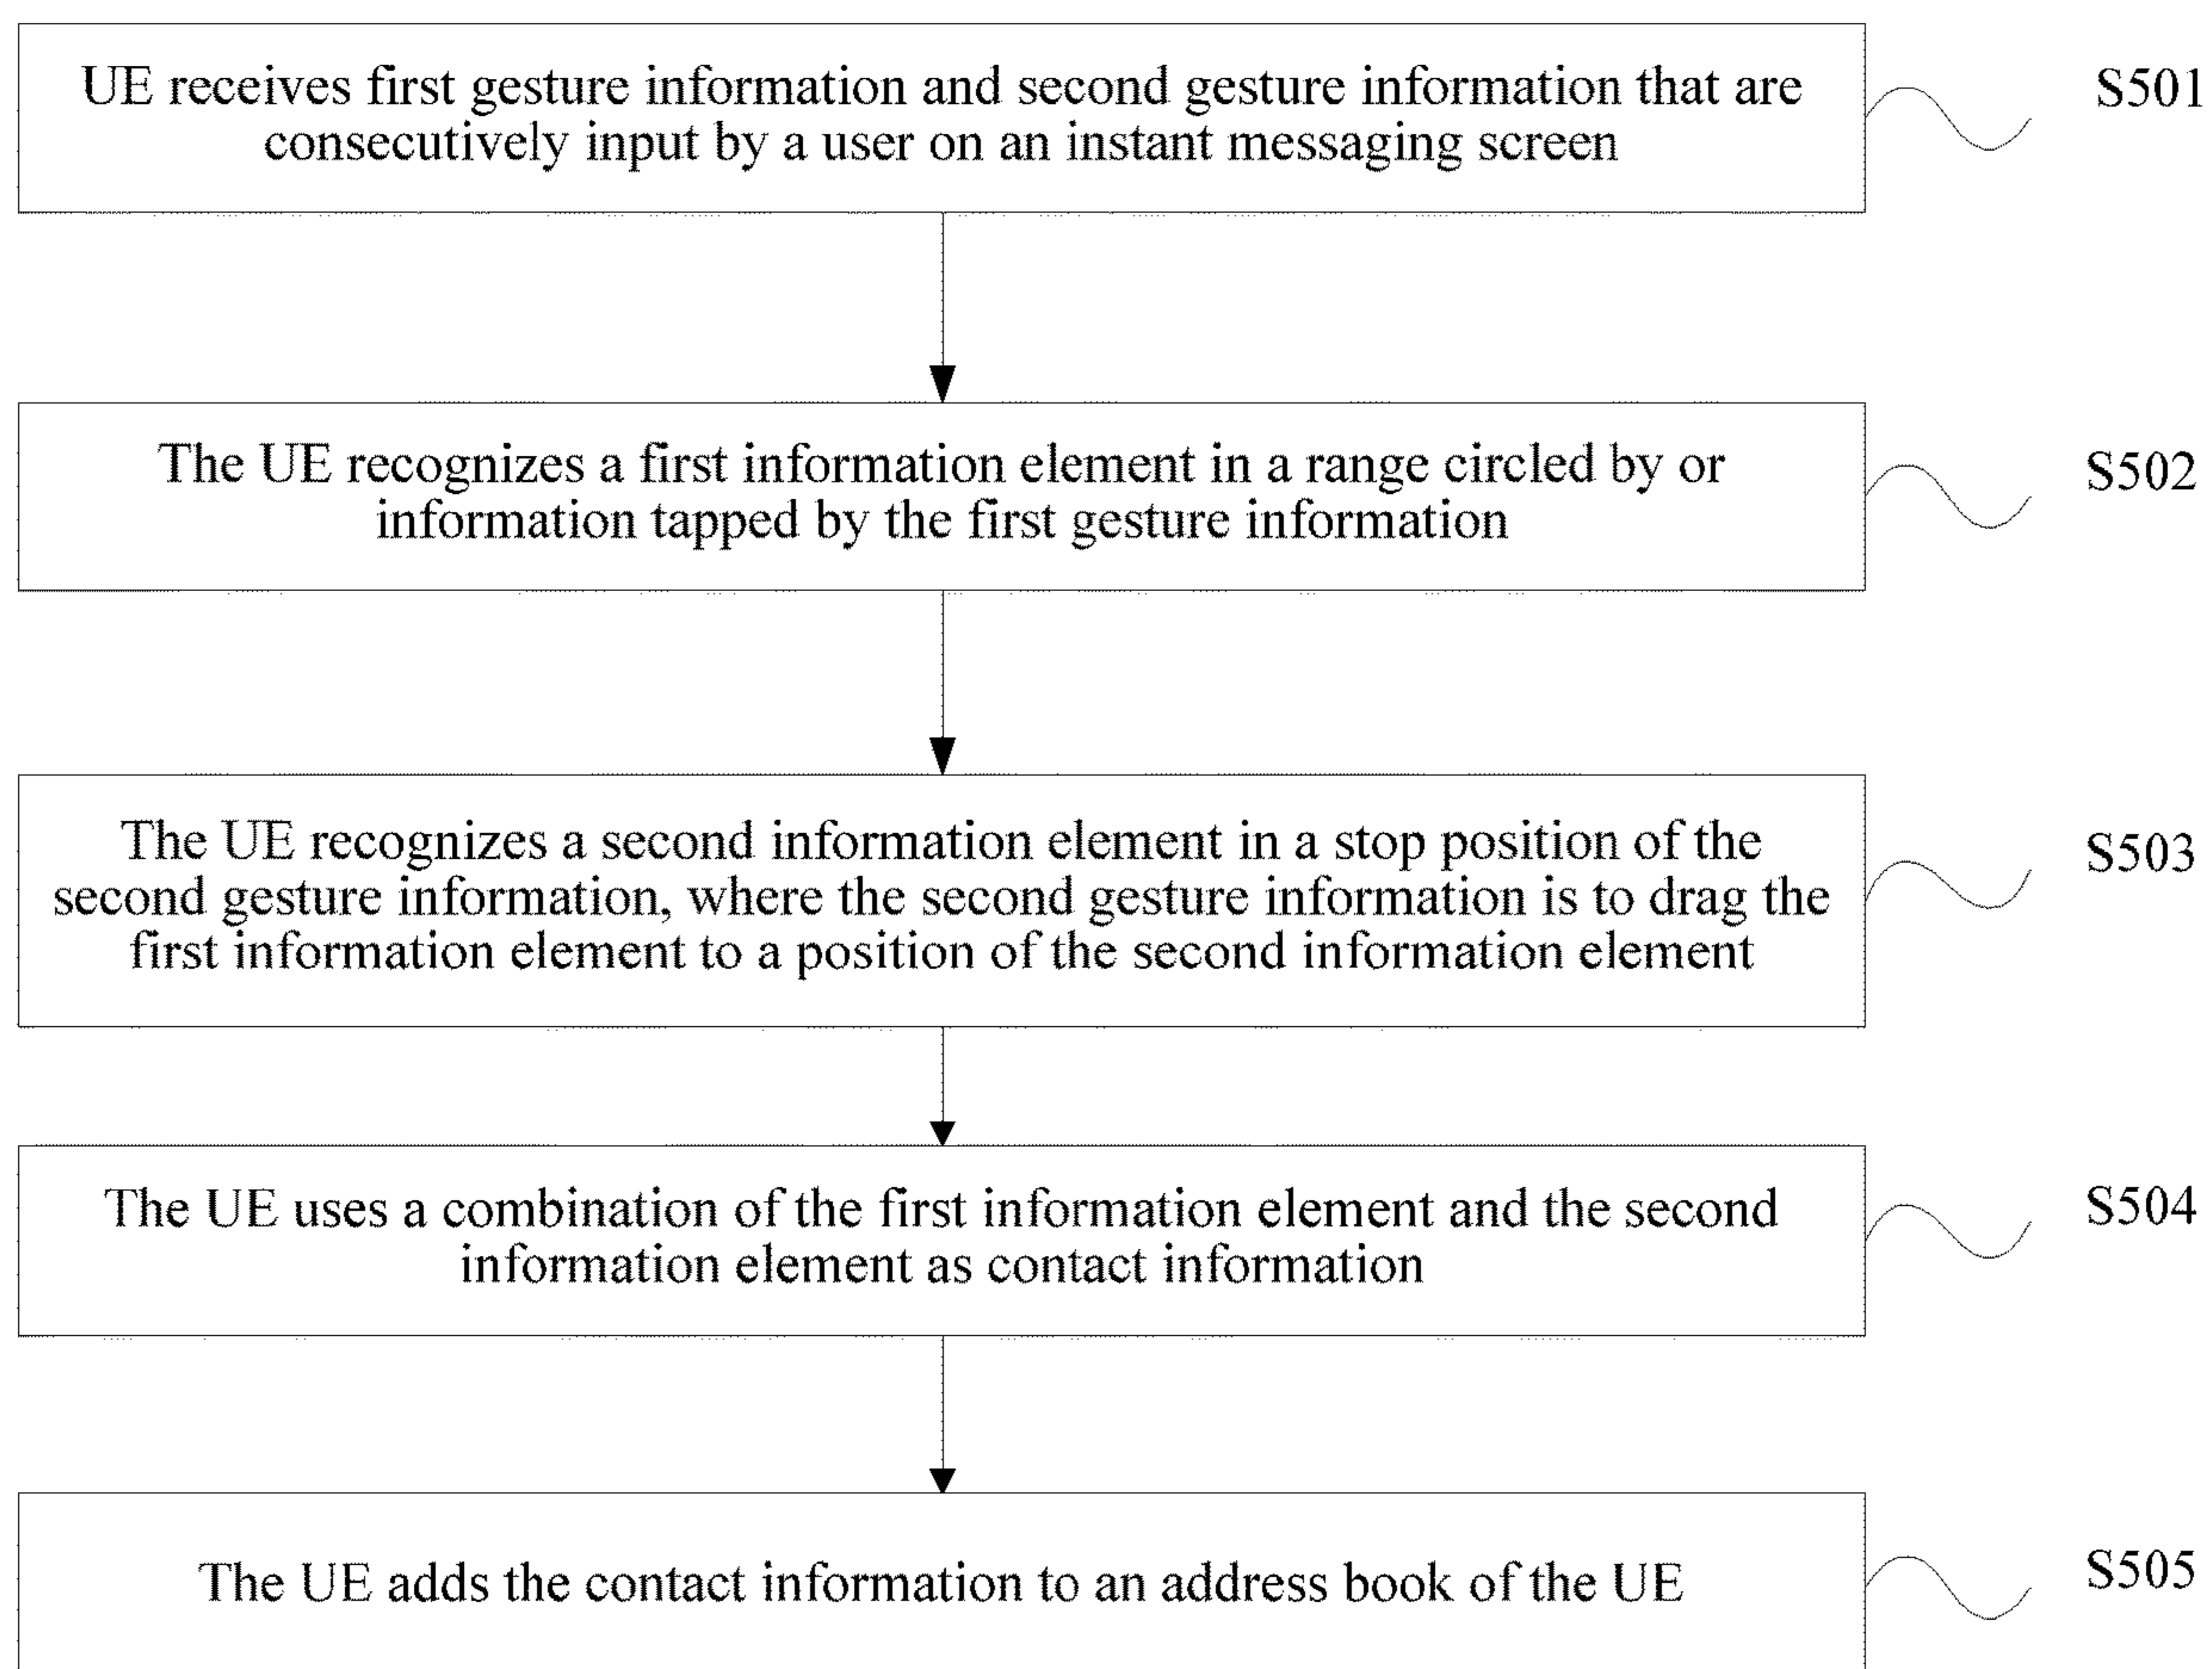 UE receives first gesture information and second gesture information that are
consecutively input by a user on an instant messaging screen
S501
The UE recognizes a first information element in a range circled by or
information tapped by the first gesture information
S502
The UE recognizes a second information element in a stop position of the
second gesture information, where the second gesture information is to drag the
first information element to a position of the second information element
S503
The UE uses a combination of the first information element and the second
information element as contact information
S504
The UE adds the contact information to an address book of the UE
S505